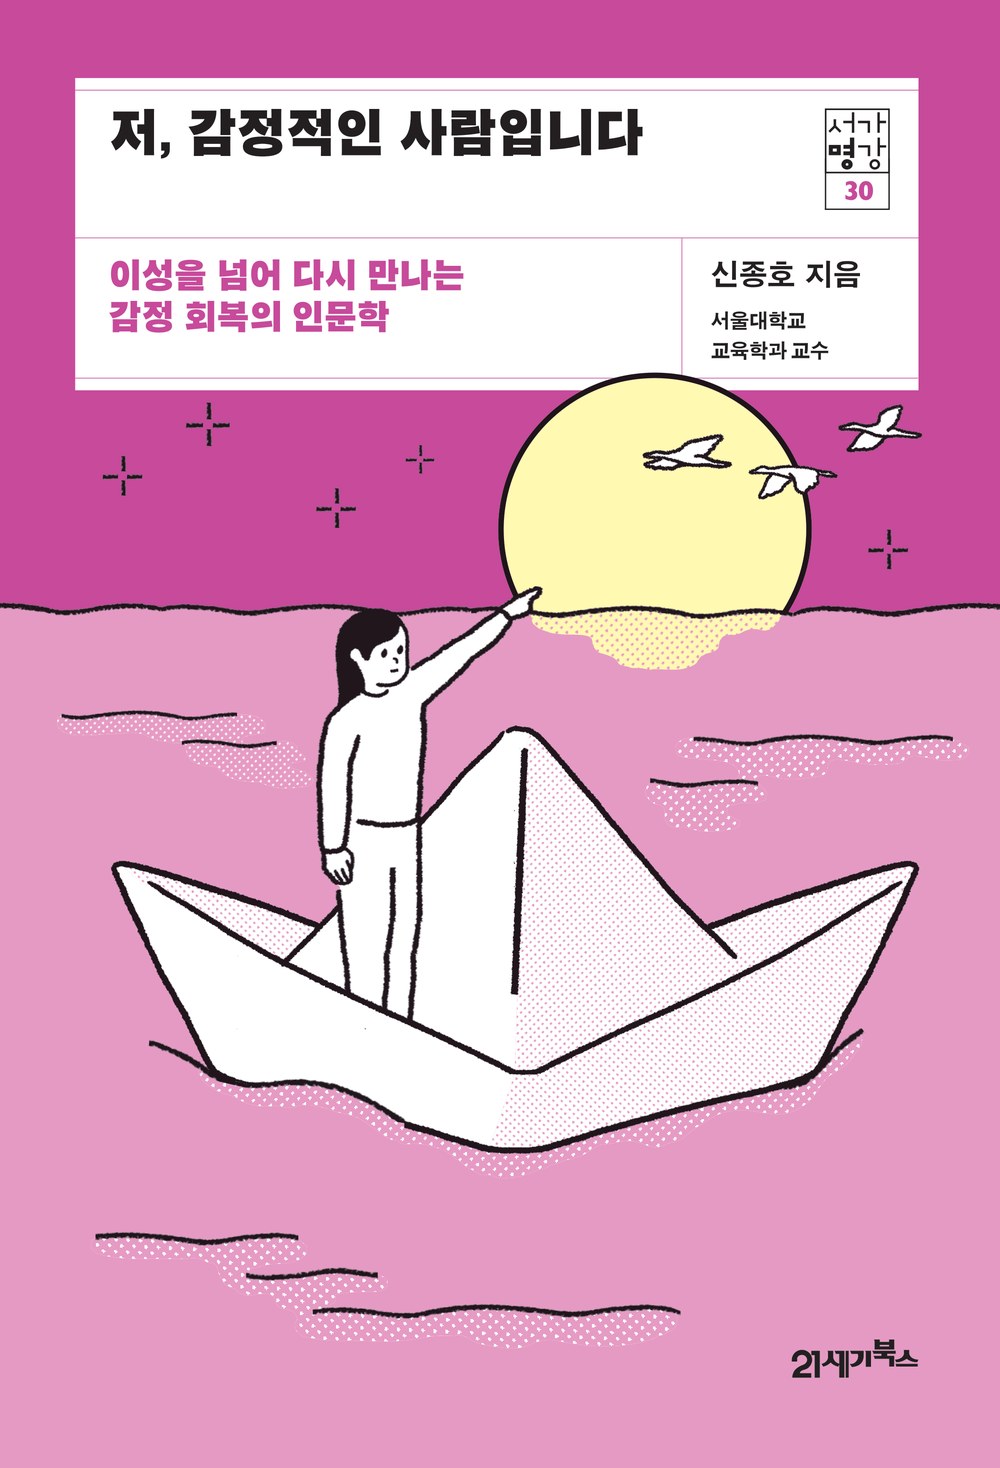 저, 감정적인 사람입니다
서가
명강
30
이성을 넘어 다시 만나는
감정 회복의 인문학
신종호 지음
서울대학교
교육학과 교수
21세기북스